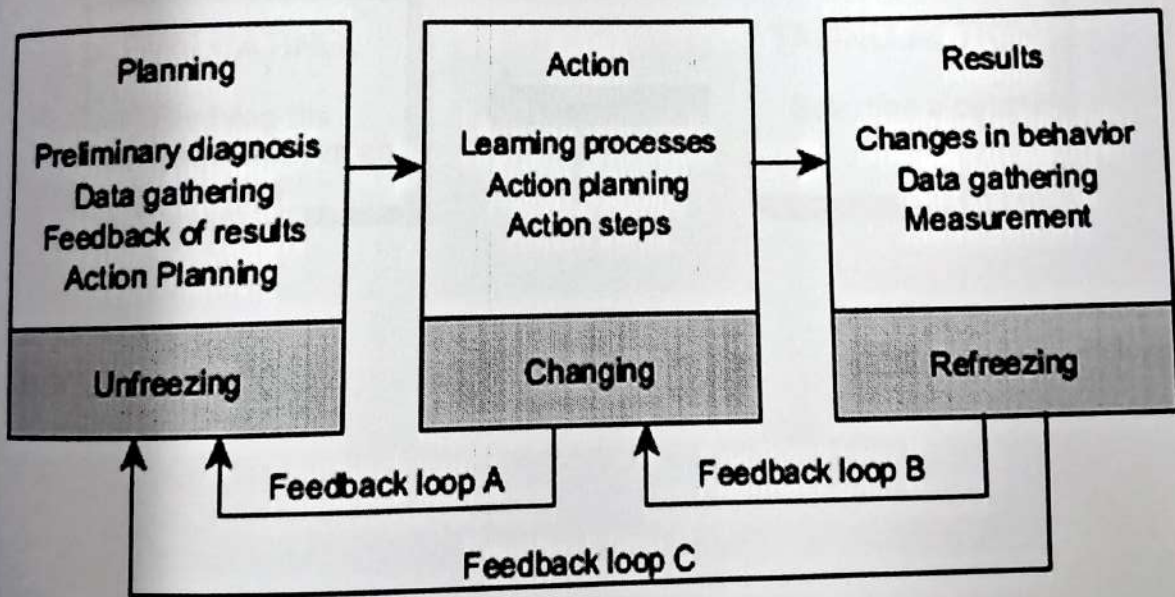 Planning
Preliminary diagnosis
Data gathering
Feedback of results
Action Planning
Unfreezing
Action
Learning processes
Action planning
Action steps
Changing
Results
Changes in behavior
Data gathering
Measurement
Refreezing
Feedback loop A
Feedback loop B
Feedback loop C